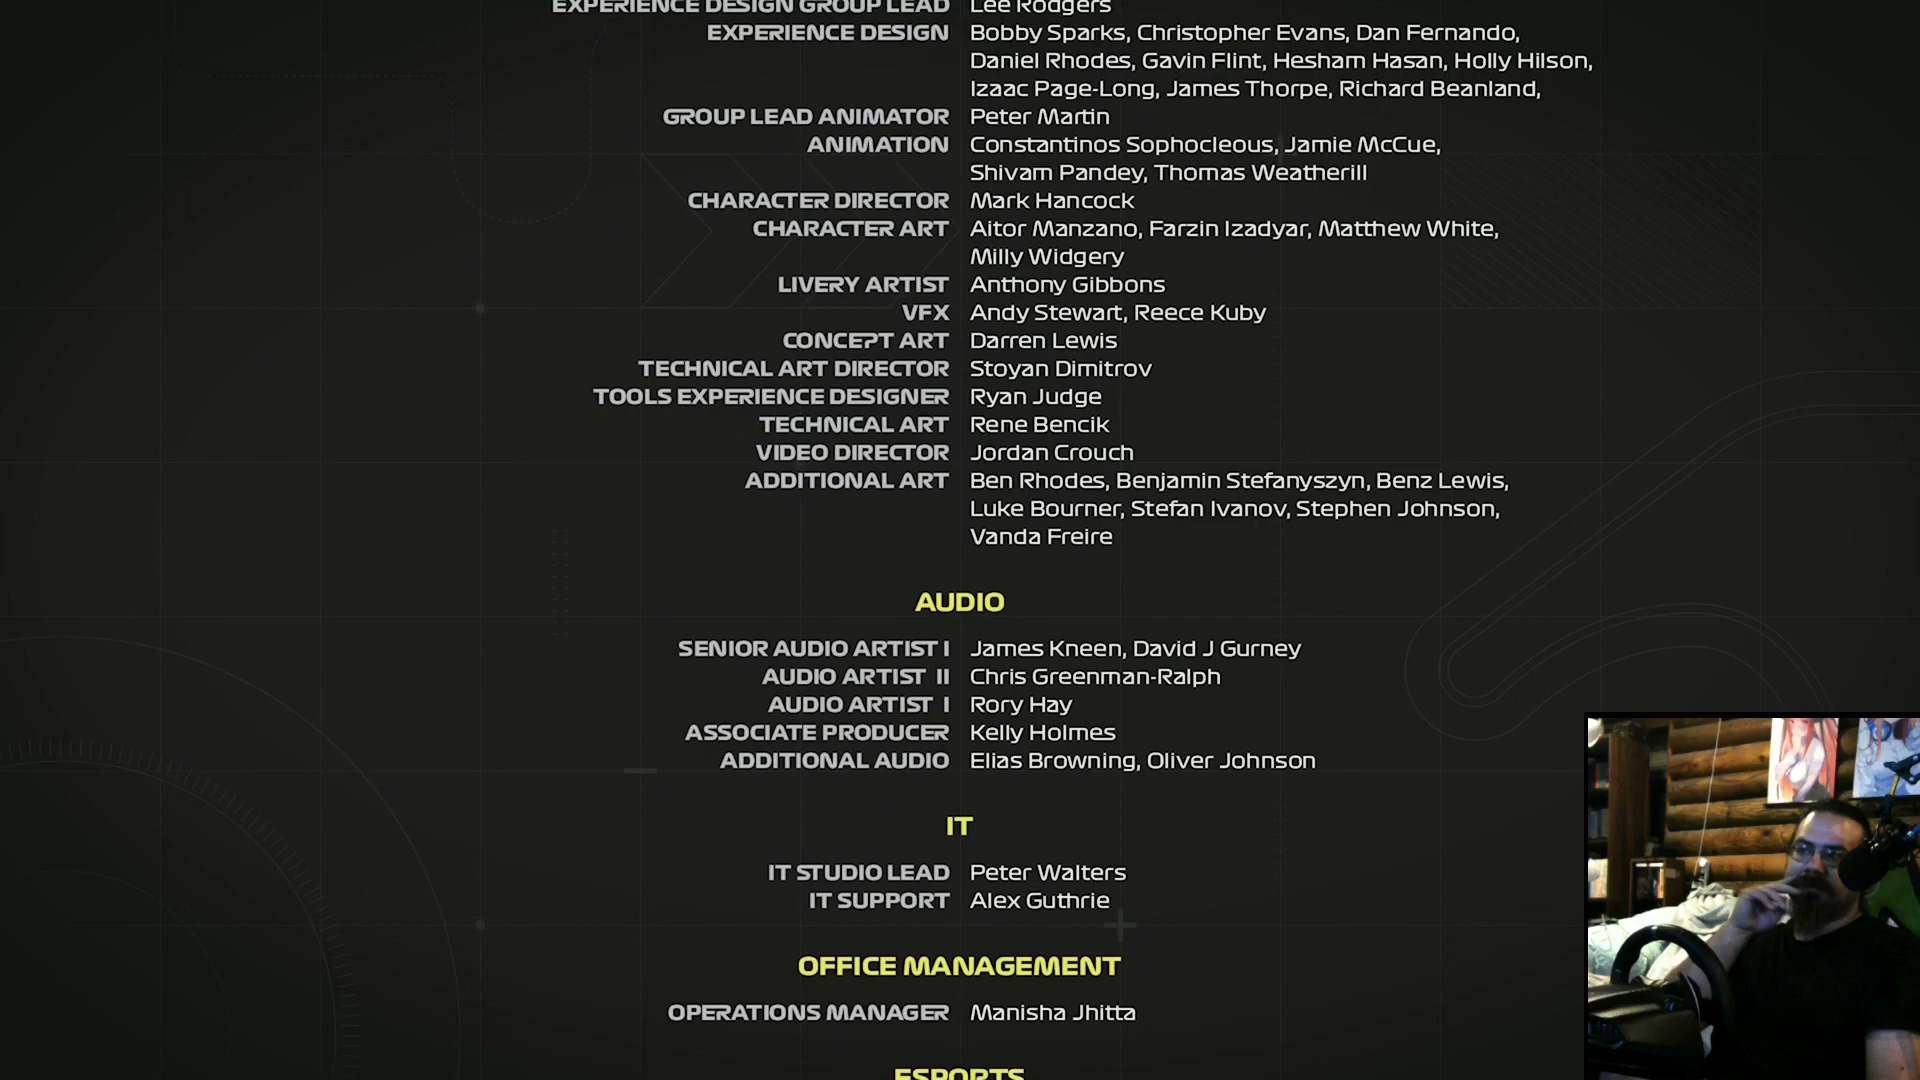 EXPERIENCE DESIGN GROUP LEAD Lee Rodgers
EXPERIENCE DESIGN Bobby Sparks, Christopher Evans, Dan Fernando,
Daniel Rhodes, Gavin Flint, Hesham Hasan, Holly Hilson,
Izaac Page-Long, James Thorpe, Richard Beanland,
GROUP LEAD ANIMATOR Peter Martin
ANIMATION Constantinos Sophocleous, Jamie McCue,
Shivam Pandey, Thomas Weatherill
CHARACTER DIRECTOR Mark Hancock
CHARACTER ART Aitor Manzano, Farzin Izadyar, Matthew White,
Milly Widgery
LIVERY ARTIST Anthony Gibbons
VFX Andy Stewart, Reece Kuby
CONCEPT ART Darren Lewis
TECHNICAL ART DIRECTOR Stoyan Dimitrov
TOOLS EXPERIENCE DESIGNER Ryan Judge
TECHNICAL ART Rene Bencik
VIDEO DIRECTOR Jordan Crouch
ADDITIONAL ART Ben Rhodes, Benjamin Stefanyszyn, Benz Lewis,
Luke Bourner, Stefan Ivanov, Stephen Johnson,
Vanda Freire
AUDIO
SENIOR AUDIO ARTIST I James Kneen, David J Gurney
AUDIO ARTIST II Chris Greenman-Ralph
AUDIO ARTIST I Rory Hay
ASSOCIATE PRODUCER Kelly Holmes
ADDITIONAL AUDIO Elias Browning, Oliver Johnson
IT
IT STUDIO LEAD Peter Walters
IT SUPPORT Alex Guthrie
OFFICE MANAGEMENT
OPERATIONS MANAGER Manisha Jhitta
ESPORTS